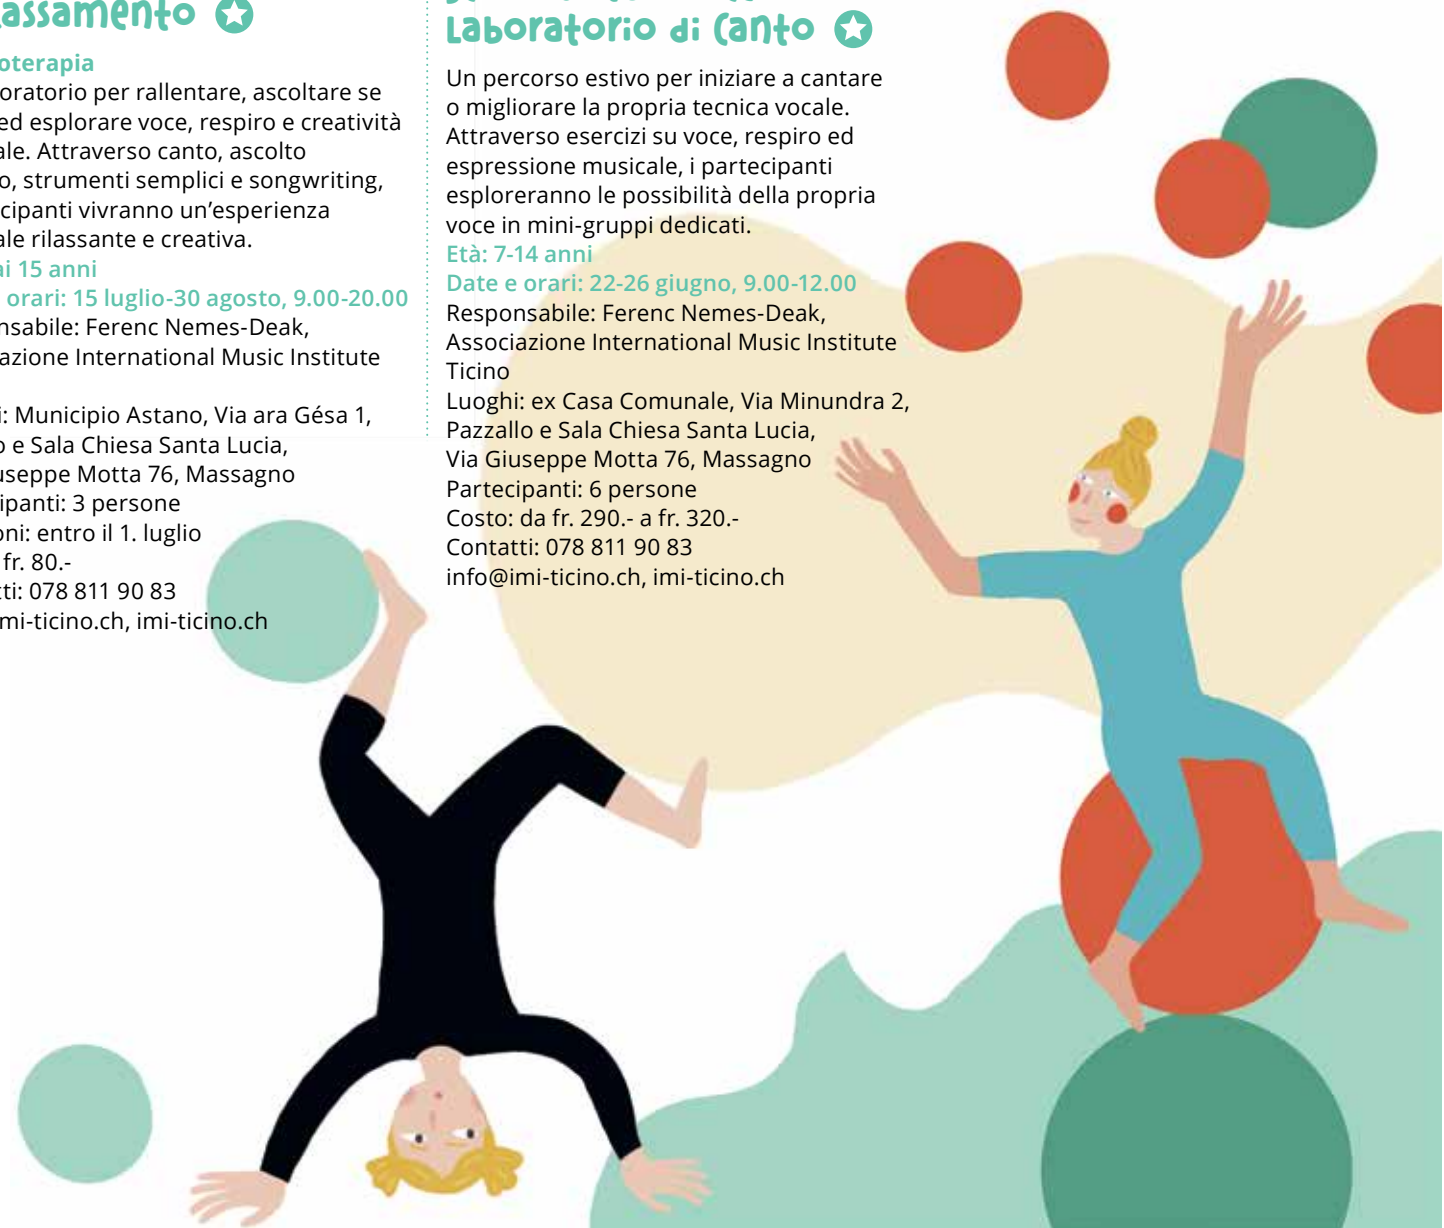 assamento
oterapia
oratorio per rallentare, ascoltare se
ed esplorare voce, respiro e creatività
ale. Attraverso canto, ascolto
o, strumenti semplici e songwriting,
cipanti vivranno un’esperienza
ale rilassante e creativa.
ai 15 anni
orari: 15 luglio-30 agosto, 9.00-20.00
nsabile: Ferenc Nemes-Deak,
azione International Music Institute
i: Municipio Astano, Via ara Gésa 1,
o e Sala Chiesa Santa Lucia,
useppe Motta 76, Massagno
ipanti: 3 persone
oni: entro il 1. luglio
fr. 80.-
tti: 078 811 90 83
mi-ticino.ch, imi-ticino.ch
Laboratorio di Canto
Un percorso estivo per iniziare a cantare
o migliorare la propria tecnica vocale.
Attraverso esercizi su voce, respiro ed
espressione musicale, i partecipanti
esploreranno le possibilità della propria
voce in mini-gruppi dedicati.
Età: 7-14 anni
Date e orari: 22-26 giugno, 9.00-12.00
Responsabile: Ferenc Nemes-Deak,
Associazione International Music Institute
Ticino
Luoghi: ex Casa Comunale, Via Minundra 2,
Pazzallo e Sala Chiesa Santa Lucia,
Via Giuseppe Motta 76, Massagno
Partecipanti: 6 persone
Costo: da fr. 290.- a fr. 320.-
Contatti: 078 811 90 83
info@imi-ticino.ch, imi-ticino.ch